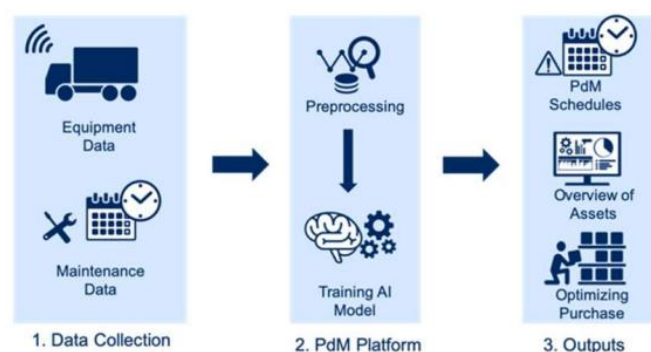 Equipment
Data
Maintenance
Data
1. Data Collection
Preprocessing
Training AI
Model
2. PdM Platform
PdM
Schedules
Overview of
Assets
Optimizing
Purchase
3. Outputs